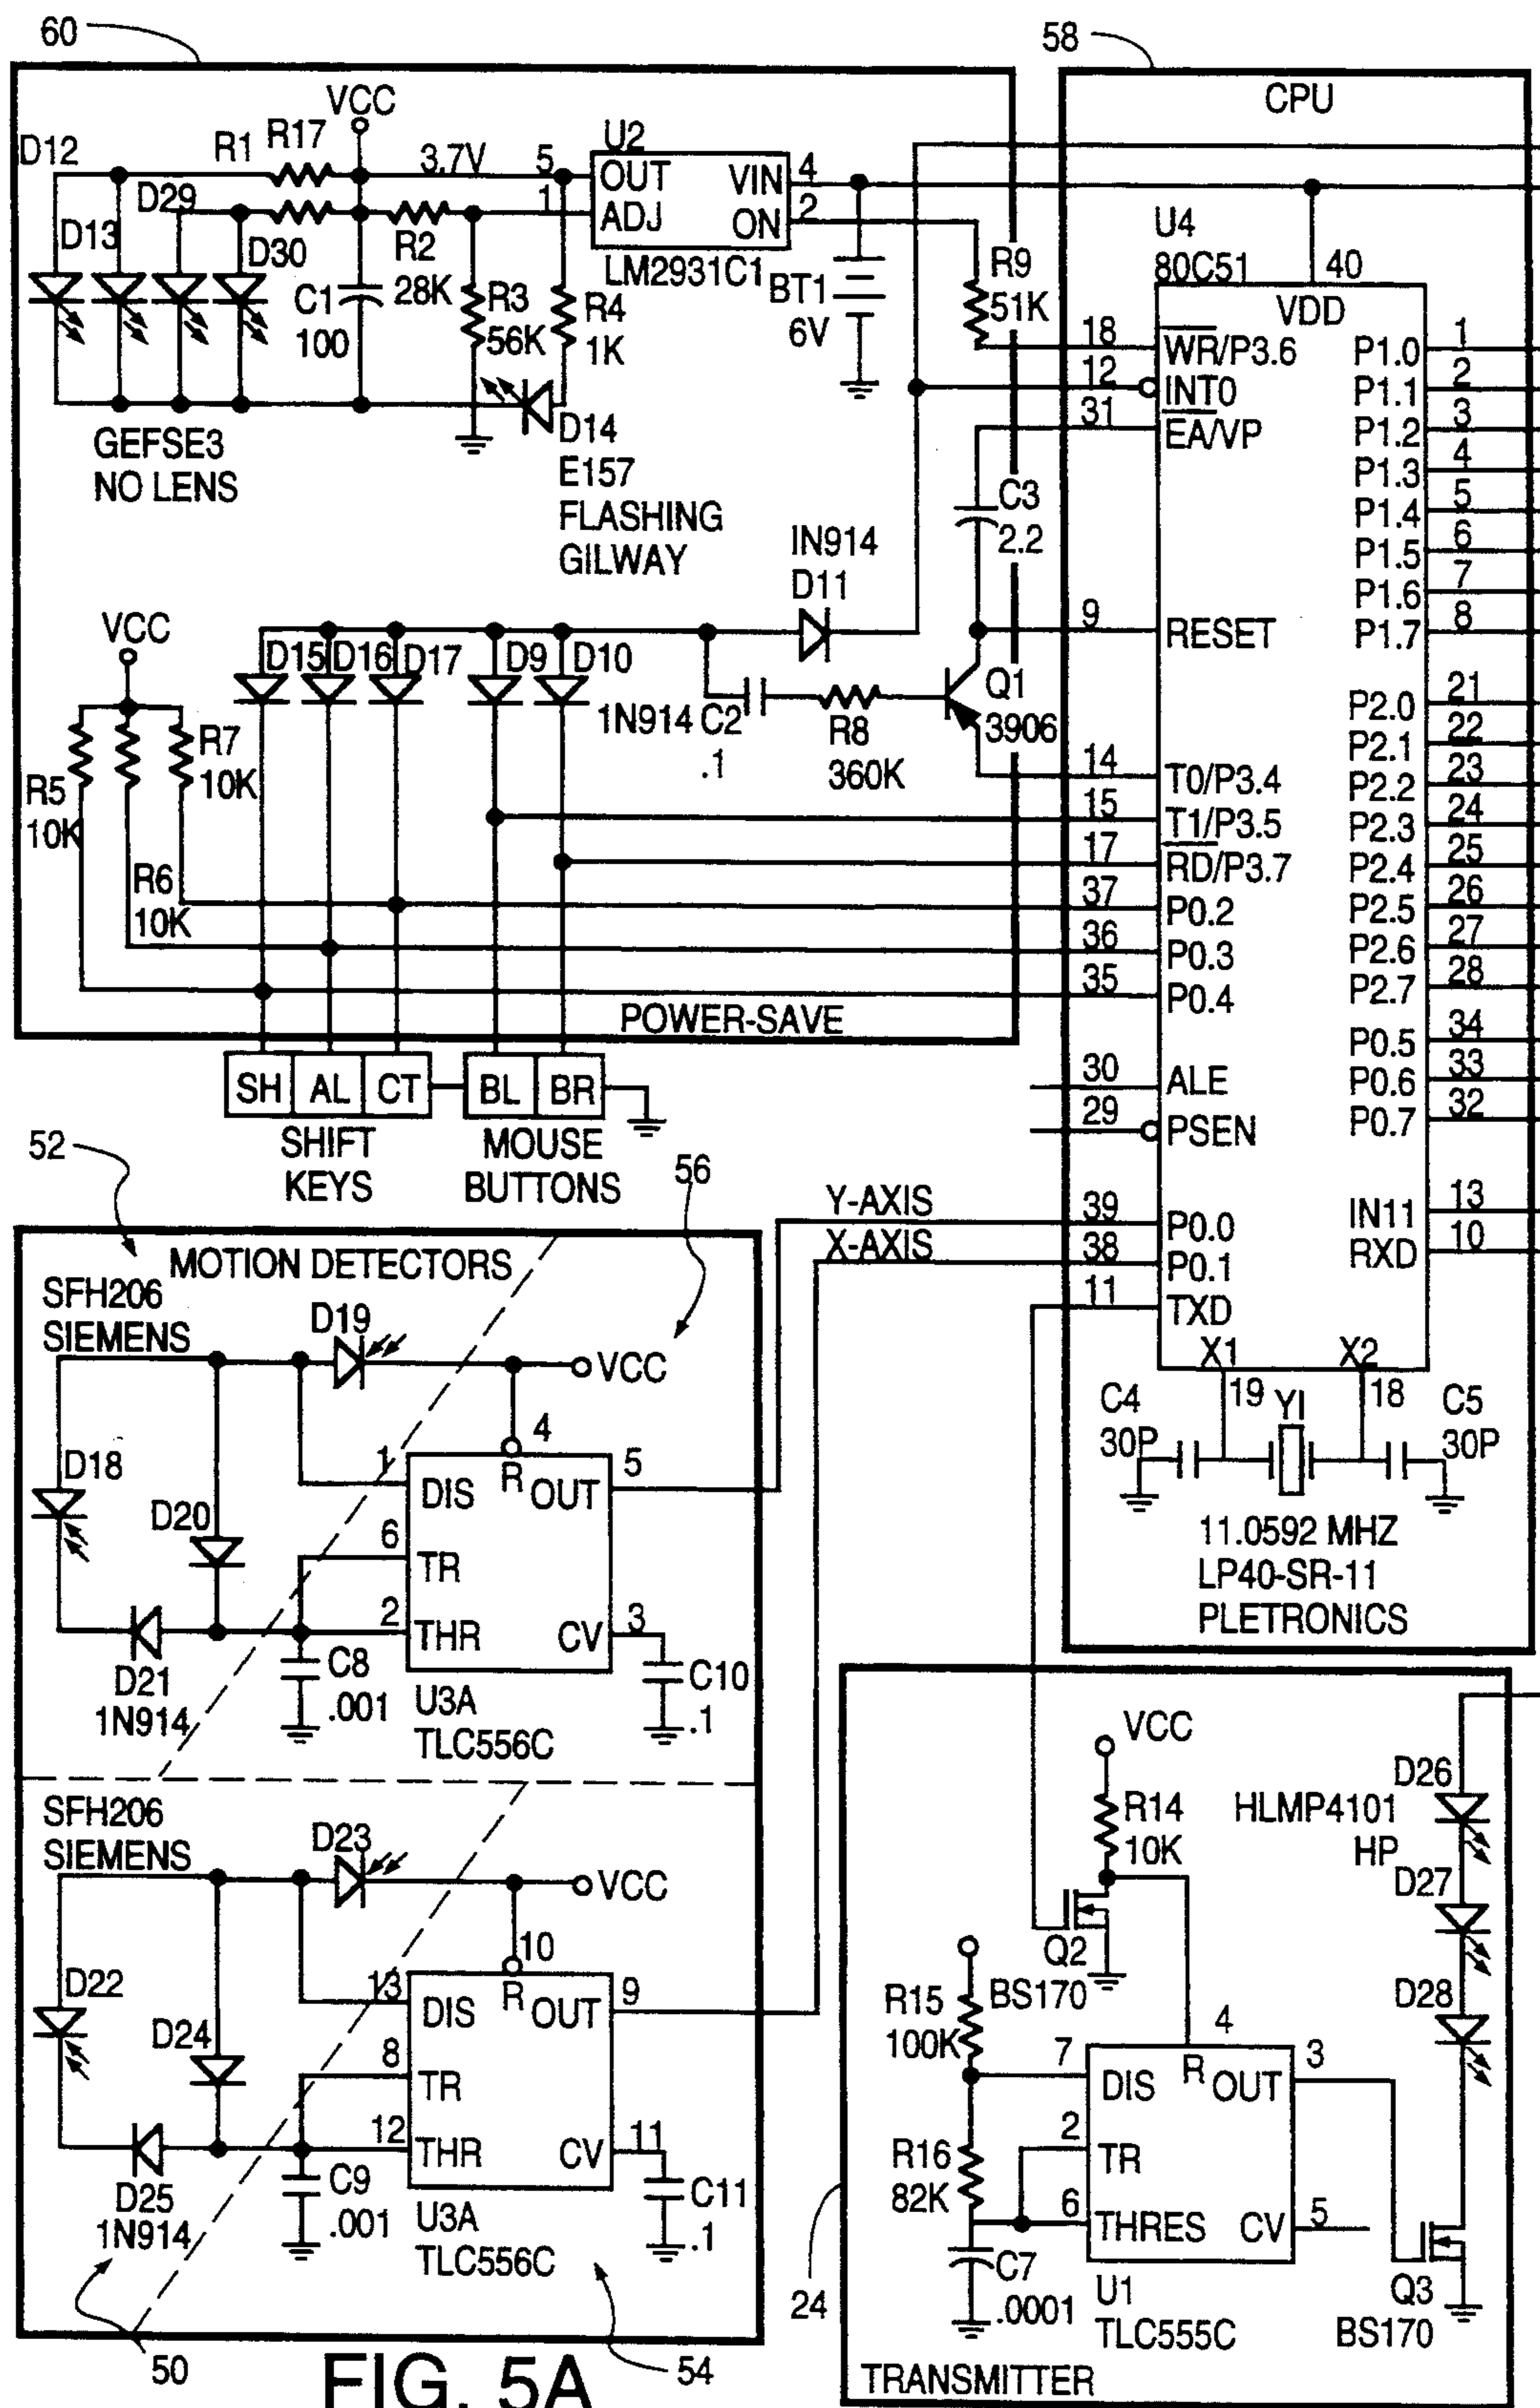 60
58
VCC
R17
R1
D12
3.7V
5
U2
OUT
VIN
4
D29
1
ADJ
ON
2
D13
D30
R2
28K
LM2931C1
C1
100
R3
56K
R4
1K
BT1
6V
R9
51K
GEFSE3
NO LENS
D14
E157
FLASHING
GILWAY
C3
2.2
IN914
D11
VCC
D15
D16
D17
D9
D10
1N914
C2
.1
R8
360K
Q1
3906
R5
10K
R7
10K
R6
10K
POWER-SAVE
SH
AL
CT
BL
BR
SHIFT
KEYS
MOUSE
BUTTONS
CPU
U4
80C51
40
VDD
18
WR/P3.6
12
INT0
31
EA/VP
9
RESET
14
T0/P3.4
15
T1/P3.5
17
RD/P3.7
37
P0.2
36
P0.3
35
P0.4
30
ALE
29
PSEN
Y-AXIS
39
P0.0
X-AXIS
38
P0.1
11
TXD
P1.0
1
P1.1
2
P1.2
3
P1.3
4
P1.4
5
P1.5
6
P1.6
7
P1.7
8
P2.0
21
P2.1
22
P2.2
23
P2.3
24
P2.4
25
P2.5
26
P2.6
27
P2.7
28
P0.5
34
P0.6
33
P0.7
32
IN11
13
RXD
10
X1
X2
19
YI
18
C4
30P
C5
30P
11.0592 MHZ
LP40-SR-11
PLETRONICS
52
56
MOTION DETECTORS
SFH206
SIEMENS
D19
VCC
4
D18
1
DIS
R
OUT
5
D20
6
TR
2
THR
CV
3
D21
1N914
C8
.001
U3A
TLC556C
C10
.1
SFH206
SIEMENS
D23
VCC
10
D22
13
DIS
R
OUT
9
D24
8
TR
12
THR
CV
11
D25
1N914
C9
.001
U3A
TLC556C
C11
.1
50
54
FIG. 5A
VCC
R14
10K
HLMP4101
HP
D26
D27
D28
Q2
BS170
R15
100K
4
7
DIS
R
OUT
3
2
TR
R16
82K
6
THRES
CV
5
C7
.0001
U1
TLC555C
Q3
BS170
24
TRANSMITTER